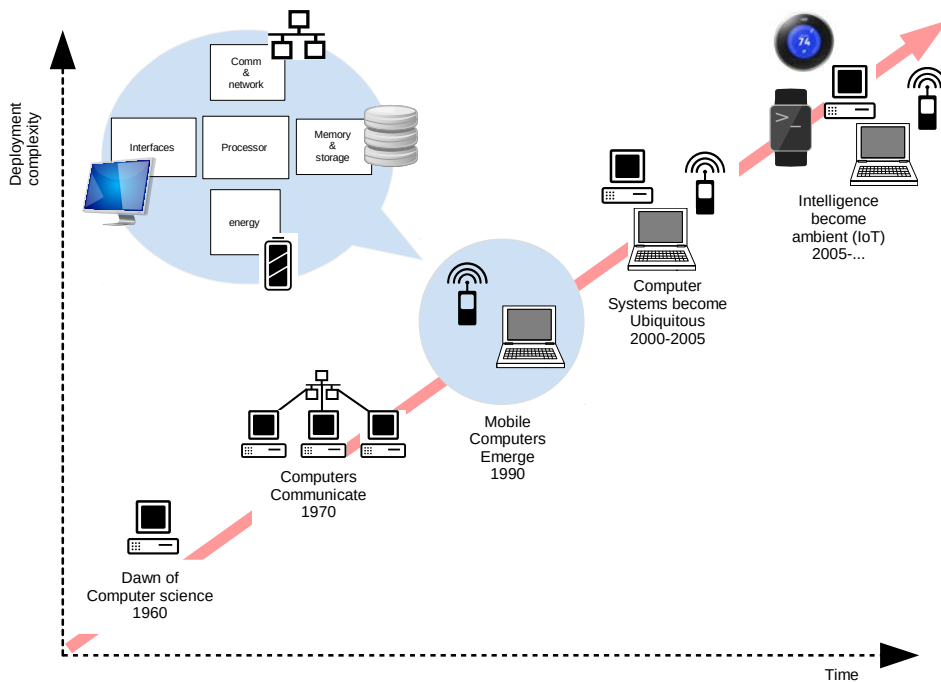 Deployment
complexity
Comm
&
network
Interfaces
Processor
Memory
&
storage
energy
74
>_
Intelligence
become
ambient (IoT)
2005-...
Computer
Systems become
Ubiquitous
2000-2005
Mobile
Computers
Emerge
1990
Computers
Communicate
1970
Dawn of
Computer science
1960
Time